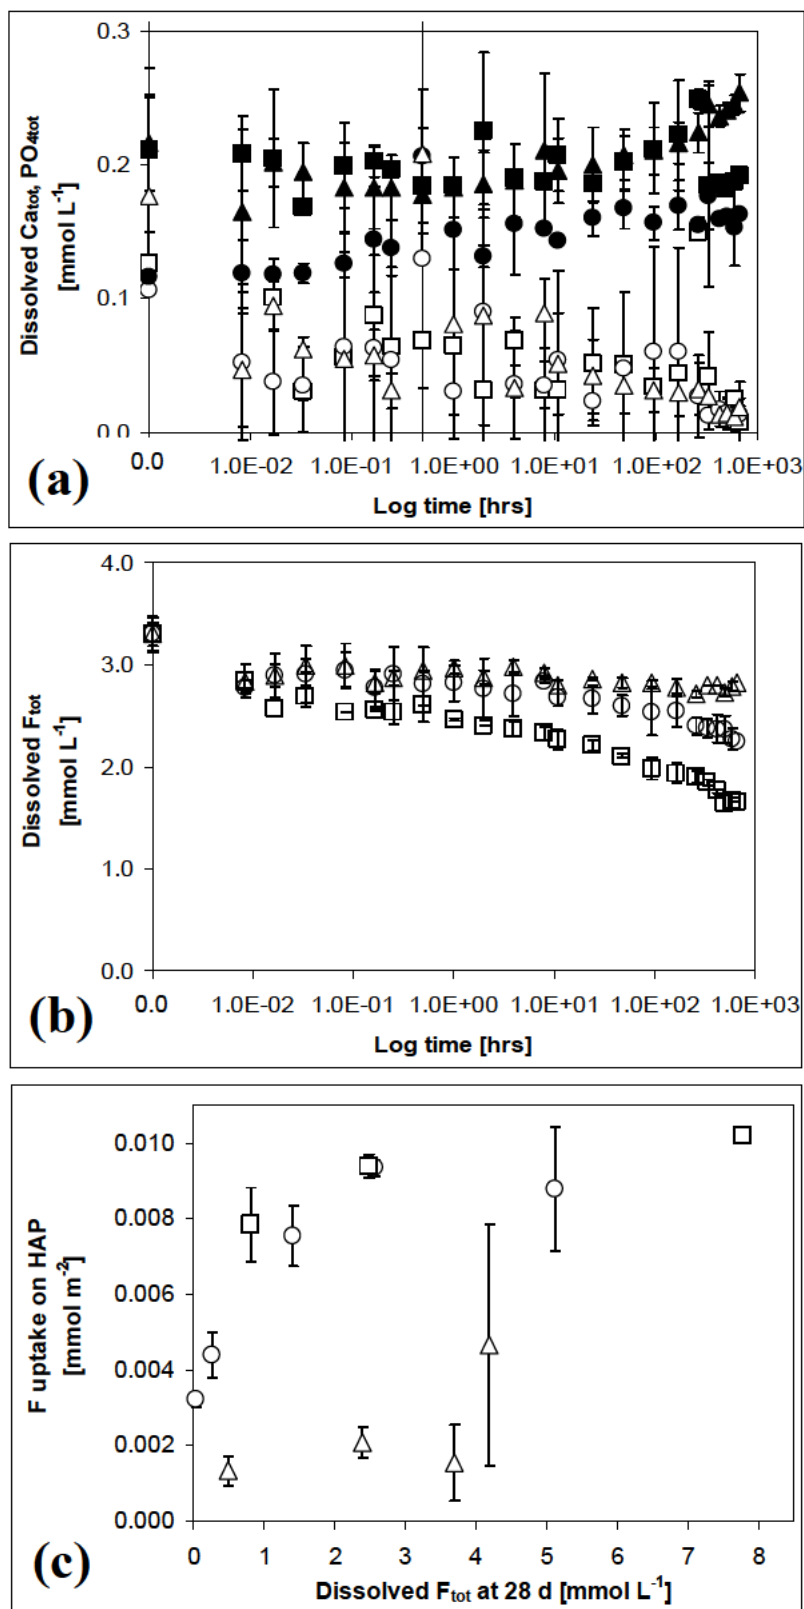 0.3
0.2
0.1
0.0
Dissolved Ca_tot, PO_4tot
[mmol L⁻¹]
0.0 1.0E-02 1.0E-01 1.0E+00 1.0E+01 1.0E+02 1.0E+03
Log time [hrs]
(a)
4.0
3.0
2.0
1.0
0.0
Dissolved F_tot
[mmol L⁻¹]
0.0 1.0E-02 1.0E-01 1.0E+00 1.0E+01 1.0E+02 1.0E+03
Log time [hrs]
(b)
0.010
0.008
0.006
0.004
0.002
0.000
F uptake on HAP
[mmol m⁻²]
0 1 2 3 4 5 6 7 8
Dissolved F_tot at 28 d [mmol L⁻¹]
(c)